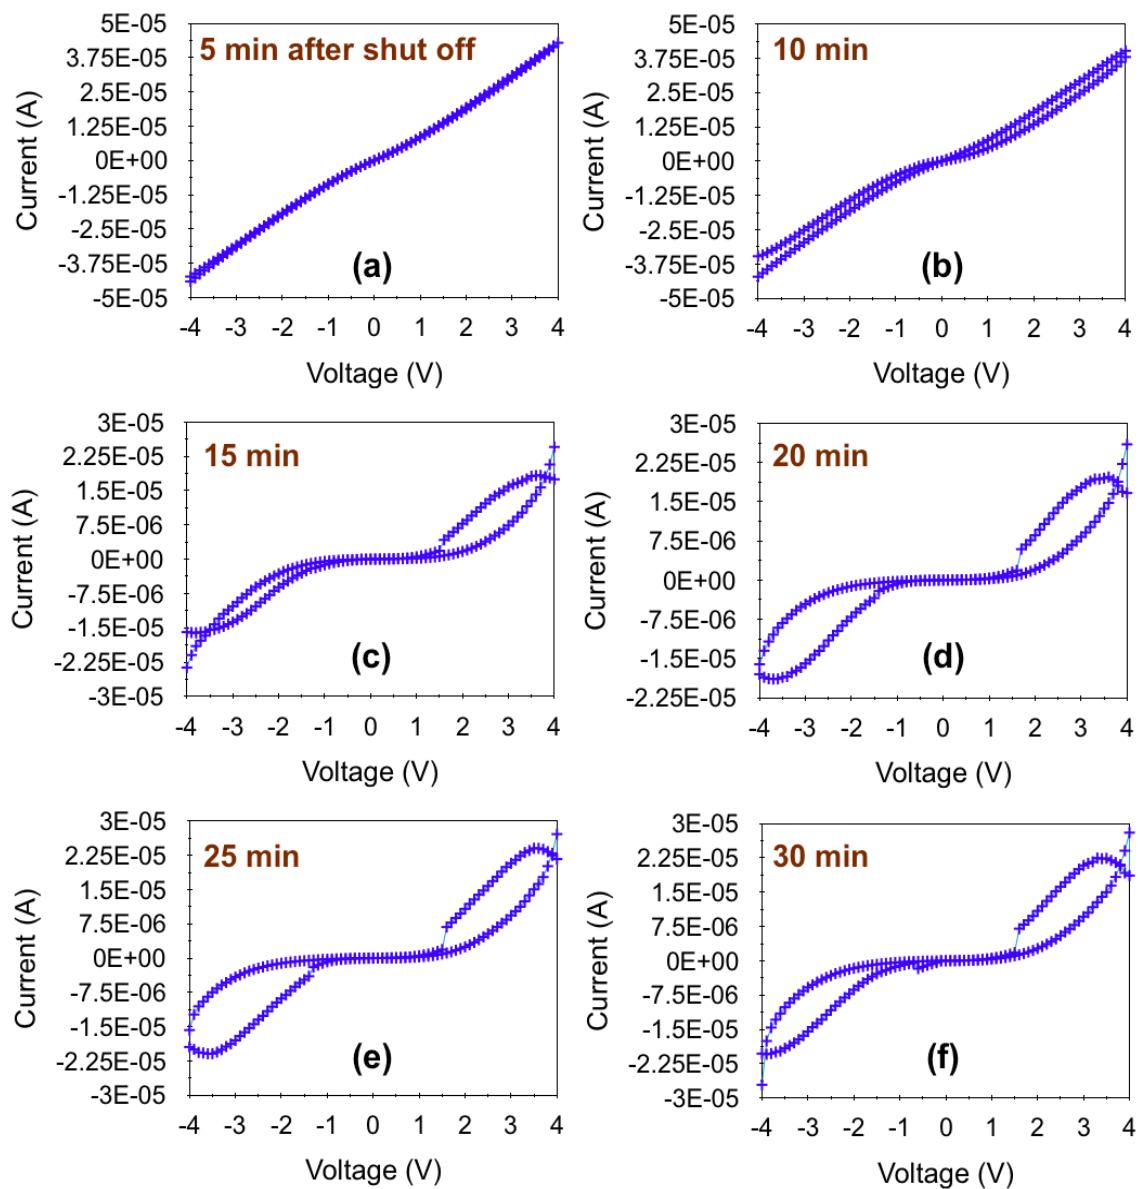 5 min after shut off
Current (A)
5E-05
3.75E-05
2.5E-05
1.25E-05
0E+00
-1.25E-05
-2.5E-05
-3.75E-05
-5E-05
(a)
-4 -3 -2 -1 0 1 2 3 4
Voltage (V)
10 min
Current (A)
5E-05
3.75E-05
2.5E-05
1.25E-05
0E+00
-1.25E-05
-2.5E-05
-3.75E-05
-5E-05
(b)
-4 -3 -2 -1 0 1 2 3 4
Voltage (V)
15 min
Current (A)
3E-05
2.25E-05
1.5E-05
7.5E-06
0E+00
-7.5E-06
-1.5E-05
-2.25E-05
-3E-05
(c)
-4 -3 -2 -1 0 1 2 3 4
Voltage (V)
20 min
Current (A)
3E-05
2.25E-05
1.5E-05
7.5E-06
0E+00
-7.5E-06
-1.5E-05
-2.25E-05
(d)
-4 -3 -2 -1 0 1 2 3 4
Voltage (V)
25 min
Current (A)
3E-05
2.25E-05
1.5E-05
7.5E-06
0E+00
-7.5E-06
-1.5E-05
-2.25E-05
-3E-05
(e)
-4 -3 -2 -1 0 1 2 3 4
Voltage (V)
30 min
Current (A)
3E-05
2.25E-05
1.5E-05
7.5E-06
0E+00
-7.5E-06
-1.5E-05
-2.25E-05
-3E-05
(f)
-4 -3 -2 -1 0 1 2 3 4
Voltage (V)